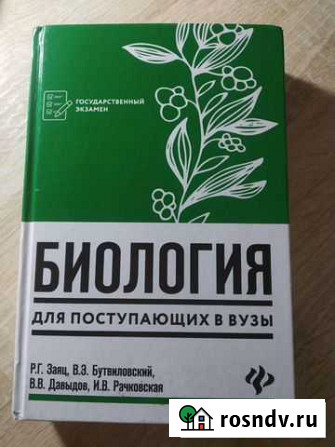 ГОСУДАРСТВЕННЫЙ
ЭКЗАМЕН
БИОЛОГИЯ
ДЛЯ ПОСТУПАЮЩИХ В ВУЗЫ
Р.Г. Заяц, В.Э. Бутвиловский,
В.В. Давыдов, И.В. Рачковская
rosndv.ru